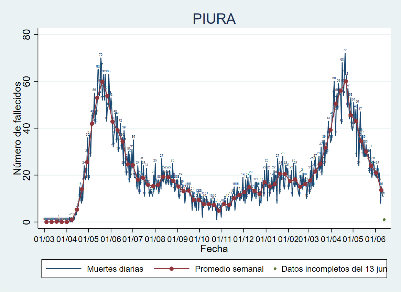 PIURA
Número de fallecidos
80
60
40
20
0
01/03 01/04 01/05 01/06 01/07 01/08 01/09 01/10 01/11 01/12 01/01 01/02 01/03 01/04 01/05 01/06
Fecha
Muertes diarias Promedio semanal Datos incompletos del 13 jun